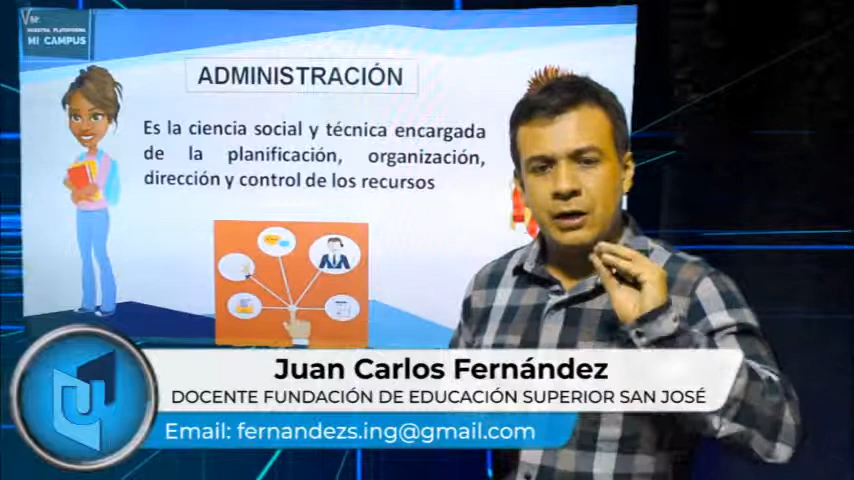 NUESTRA PLATAFORMA
MI CAMPUS
ADMINISTRACIÓN
Es la ciencia social y técnica encargada
de la planificación, organización,
dirección y control de los recursos
Juan Carlos Fernández
DOCENTE FUNDACIÓN DE EDUCACIÓN SUPERIOR SAN JOSÉ
Email: fernandezs.ing@gmail.com